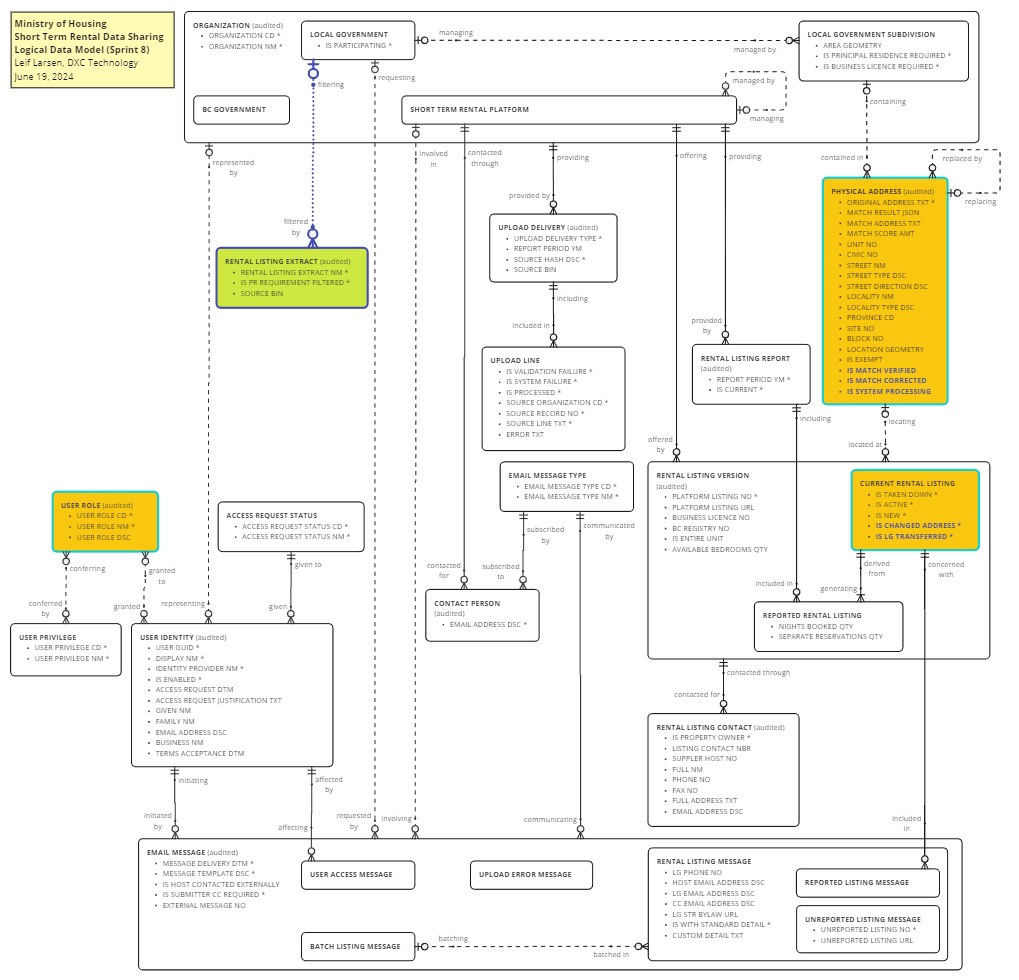 Ministry of Housing
Short Term Rental Data Sharing
Logical Data Model (Sprint 8)
Leif Larsen, DXC Technology
June 19, 2024
ORGANIZATION (audited)
• ORGANIZATION CD *
• ORGANIZATION NM *
LOCAL GOVERNMENT
• IS PARTICIPATING *
managing
managed by
LOCAL GOVERNMENT SUBDIVISION
• AREA GEOMETRY
• IS PRINCIPAL RESIDENCE REQUIRED *
• IS BUSINESS LICENCE REQUIRED *
filtering
requesting
managed by
managing
containing
BC GOVERNMENT
SHORT TERM RENTAL PLATFORM
represented
by
involved
in
contacted
through
providing
offering
providing
contained in
replaced by
replacing
filtered
by
provided by
RENTAL LISTING EXTRACT (audited)
• RENTAL LISTING EXTRACT NM *
• IS PR REQUIREMENT FILTERED *
• SOURCE BIN
UPLOAD DELIVERY (audited)
• UPLOAD DELIVERY TYPE *
• REPORT PERIOD YM
• SOURCE HASH DSC *
• SOURCE BIN
PHYSICAL ADDRESS (audited)
• ORIGINAL ADDRESS TXT *
• MATCH RESULT JSON
• MATCH ADDRESS TXT
• MATCH SCORE AMT
• UNIT NO
• CIVIC NO
• STREET NM
• STREET TYPE DSC
• STREET DIRECTION DSC
• LOCALITY NM
• LOCALITY TYPE DSC
• PROVINCE CD
• SITE NO
• BLOCK NO
• LOCATION GEOMETRY
• IS EXEMPT
• IS MATCH VERIFIED
• IS MATCH CORRECTED
• IS SYSTEM PROCESSING
including
included in
provided
by
UPLOAD LINE
• IS VALIDATION FAILURE *
• IS SYSTEM FAILURE *
• IS PROCESSED *
• SOURCE ORGANIZATION CD *
• SOURCE RECORD NO *
• SOURCE LINE TXT *
• ERROR TXT
RENTAL LISTING REPORT
(audited)
• REPORT PERIOD YM *
• IS CURRENT *
including
locating
located at
offered
by
EMAIL MESSAGE TYPE
• EMAIL MESSAGE TYPE CD *
• EMAIL MESSAGE TYPE NM *
RENTAL LISTING VERSION
(audited)
• PLATFORM LISTING NO *
• PLATFORM LISTING URL
• BUSINESS LICENCE NO
• BC REGISTRY NO
• IS ENTIRE UNIT
• AVAILABLE BEDROOMS QTY
CURRENT RENTAL LISTING
• IS TAKEN DOWN *
• IS ACTIVE *
• IS NEW *
• IS CHANGED ADDRESS *
• IS LG TRANSFERRED *
USER ROLE (audited)
• USER ROLE CD *
• USER ROLE NM *
• USER ROLE DSC
ACCESS REQUEST STATUS
• ACCESS REQUEST STATUS CD *
• ACCESS REQUEST STATUS NM *
subscribed
by
communicated
by
conferring
granted
to
given to
contacted
for
subscribed
to
derived
from
concerned
with
included in
generating
conferred
by
granted
representing
given
CONTACT PERSON
(audited)
• EMAIL ADDRESS DSC *
REPORTED RENTAL LISTING
• NIGHTS BOOKED QTY
• SEPARATE RESERVATIONS QTY
USER PRIVILEGE
• USER PRIVILEGE CD *
• USER PRIVILEGE NM *
USER IDENTITY (audited)
• USER GUID *
• DISPLAY NM *
• IDENTITY PROVIDER NM *
• IS ENABLED *
• ACCESS REQUEST DTM
• ACCESS REQUEST JUSTIFICATION TXT
• GIVEN NM
• FAMILY NM
• EMAIL ADDRESS DSC
• BUSINESS NM
• TERMS ACCEPTANCE DTM
contacted through
contacted for
RENTAL LISTING CONTACT (audited)
• IS PROPERTY OWNER *
• LISTING CONTACT NBR
• SUPPLER HOST NO
• FULL NM
• PHONE NO
• FAX NO
• FULL ADDRESS TXT
• EMAIL ADDRESS DSC
initiating
affected
by
initiated
by
affecting
requested
by
involving
communicating
included
in
EMAIL MESSAGE (audited)
• MESSAGE DELIVERY DTM *
• MESSAGE TEMPLATE DSC *
• IS HOST CONTACTED EXTERNALLY
• IS SUBMITTER CC REQUIRED *
• EXTERNAL MESSAGE NO
USER ACCESS MESSAGE
UPLOAD ERROR MESSAGE
RENTAL LISTING MESSAGE
• LG PHONE NO
• HOST EMAIL ADDRESS DSC
• LG EMAIL ADDRESS DSC
• CC EMAIL ADDRESS DSC
• LG STR BYLAW URL
• IS WITH STANDARD DETAIL *
• CUSTOM DETAIL TXT
REPORTED LISTING MESSAGE
UNREPORTED LISTING MESSAGE
• UNREPORTED LISTING NO *
• UNREPORTED LISTING URL
BATCH LISTING MESSAGE
batching
batched in